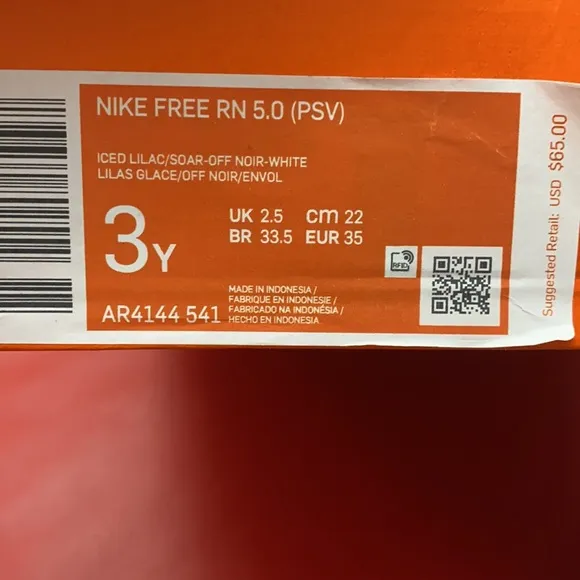 NIKE FREE RN 5.0 (PSV)
ICED LILAC/SOAR-OFF NOIR-WHITE
LILAS GLACE/OFF NOIR/ENVOL
3Y
UK 2.5 cm 22
BR 33.5 EUR 35
RFID
MADE IN INDONESIA/
FABRIQUE EN INDONESIE/
FABRICADO NA INDONÉSIA/
HECHO EN INDONESIA
AR4144 541
Suggested Retail: USD $65.00